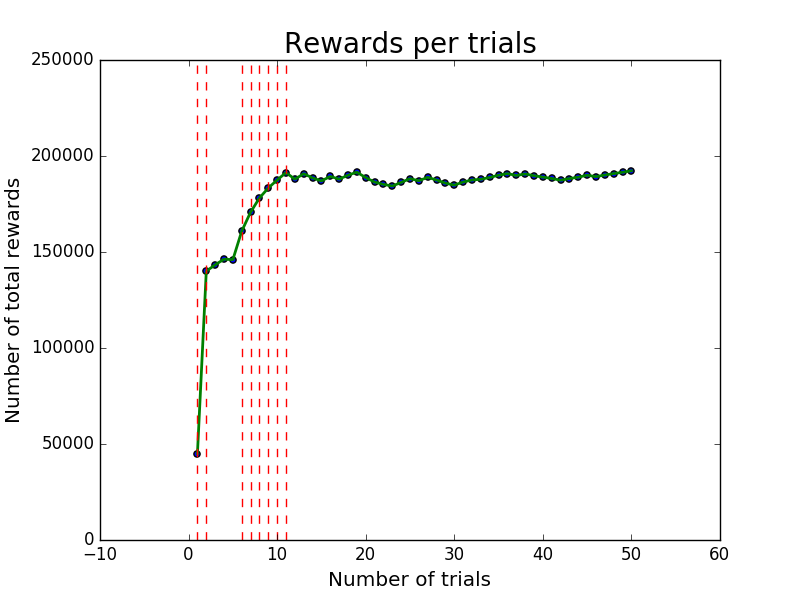 Rewards per trials
250000
200000
150000
100000
50000
0
Number of total rewards
−10 0 10 20 30 40 50 60
Number of trials